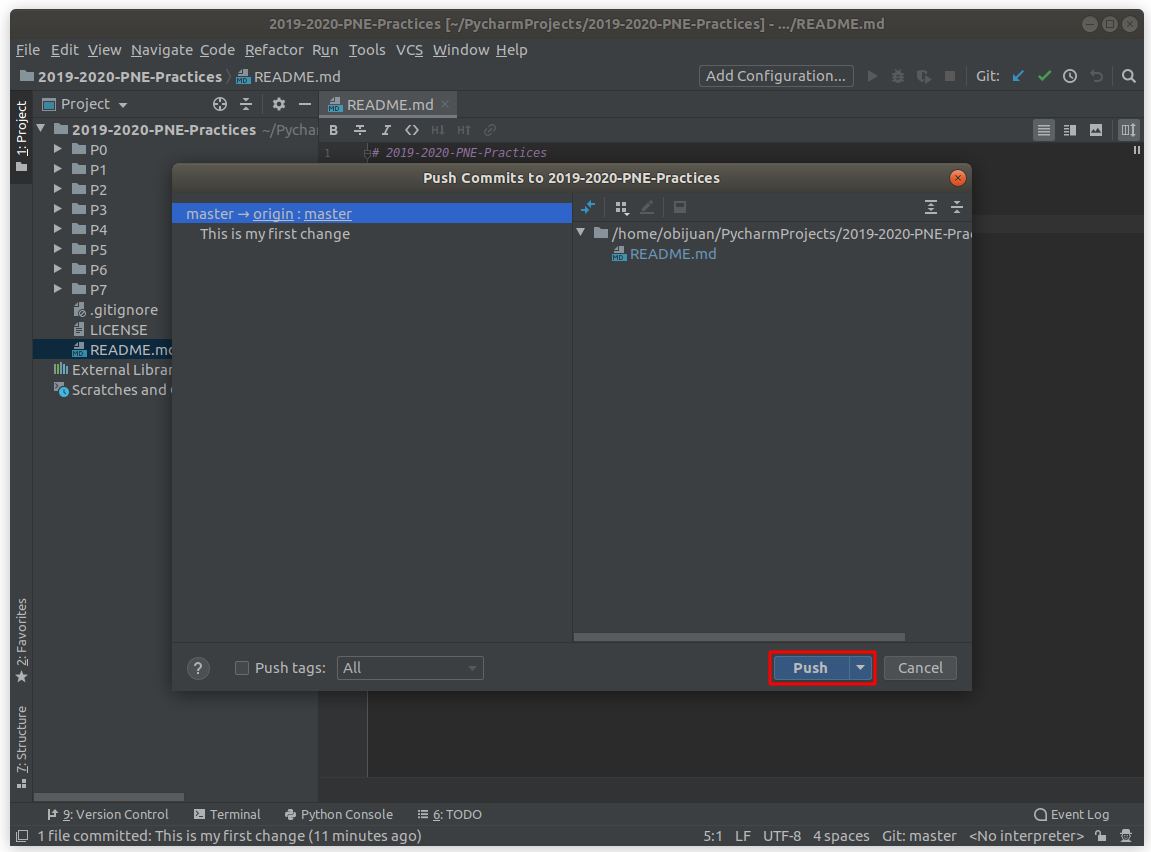 2019-2020-PNE-Practices [~/PycharmProjects/2019-2020-PNE-Practices] - .../README.md
File Edit View Navigate Code Refactor Run Tools VCS Window Help
2019-2020-PNE-Practices README.md Add Configuration... Git:
1: Project
Project
README.md
2019-2020-PNE-Practices ~/Pycha
B I <> H↓ H↑
P0
1 # 2019-2020-PNE-Practices
P1
P2
P3
P4
P5
P6
P7
.gitignore
LICENSE
README.md
External Librar
Scratches and
Push Commits to 2019-2020-PNE-Practices
master → origin : master
This is my first change
/home/obijuan/PycharmProjects/2019-2020-PNE-Prac
README.md
? Push tags: All Push Cancel
2: Favorites
7: Structure
9: Version Control Terminal Python Console 6: TODO Event Log
1 file committed: This is my first change (11 minutes ago) 5:1 LF UTF-8 4 spaces Git: master <No interpreter>